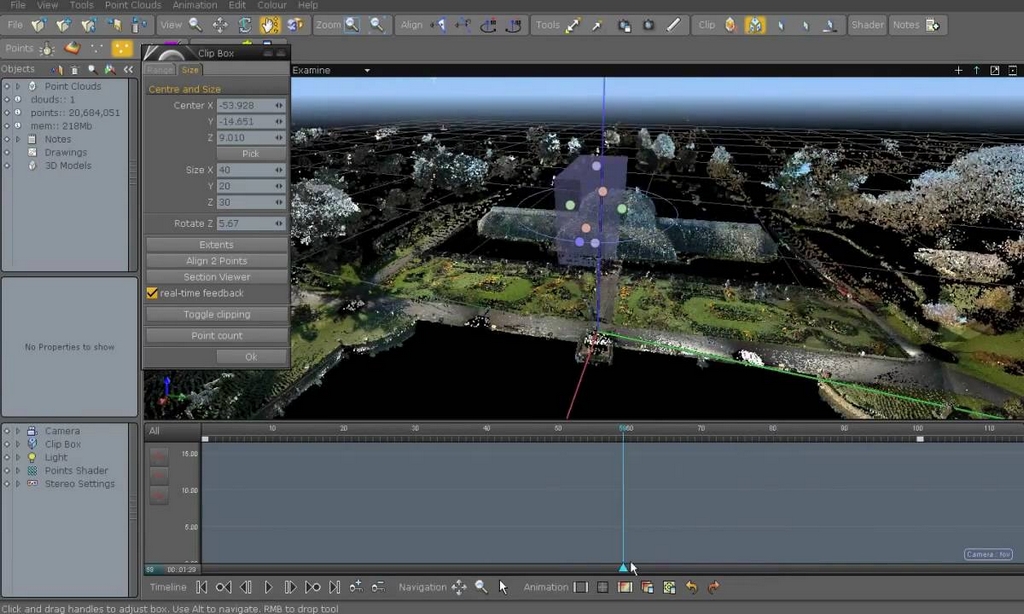 File View Tools Point Clouds Animation Edit Colour Help
File View Zoom Align Tools Clip Shader Notes
Points
Clip Box
Objects Range Size Examine
Centre and Size
Point Clouds
clouds:: 1
points:: 20,684,051
mem:: 218Mb
Notes
Drawings
3D Models
Center X -53.928
Y -14.651
Z 9.010
Pick
Size X 40
Y 20
Z 30
Rotate Z 5.67
Extents
Align 2 Points
Section Viewer
real-time feedback
Toggle clipping
Point count
Ok
No Properties to show
Camera
Clip Box
Light
Points Shader
Stereo Settings
All 10 20 30 40 50 60 70 80 90 100 110
15.00
10.00
5.00
Camera : fov
59 00:01:29
Timeline Navigation Animation
Click and drag handles to adjust box. Use Alt to navigate. RMB to drop tool